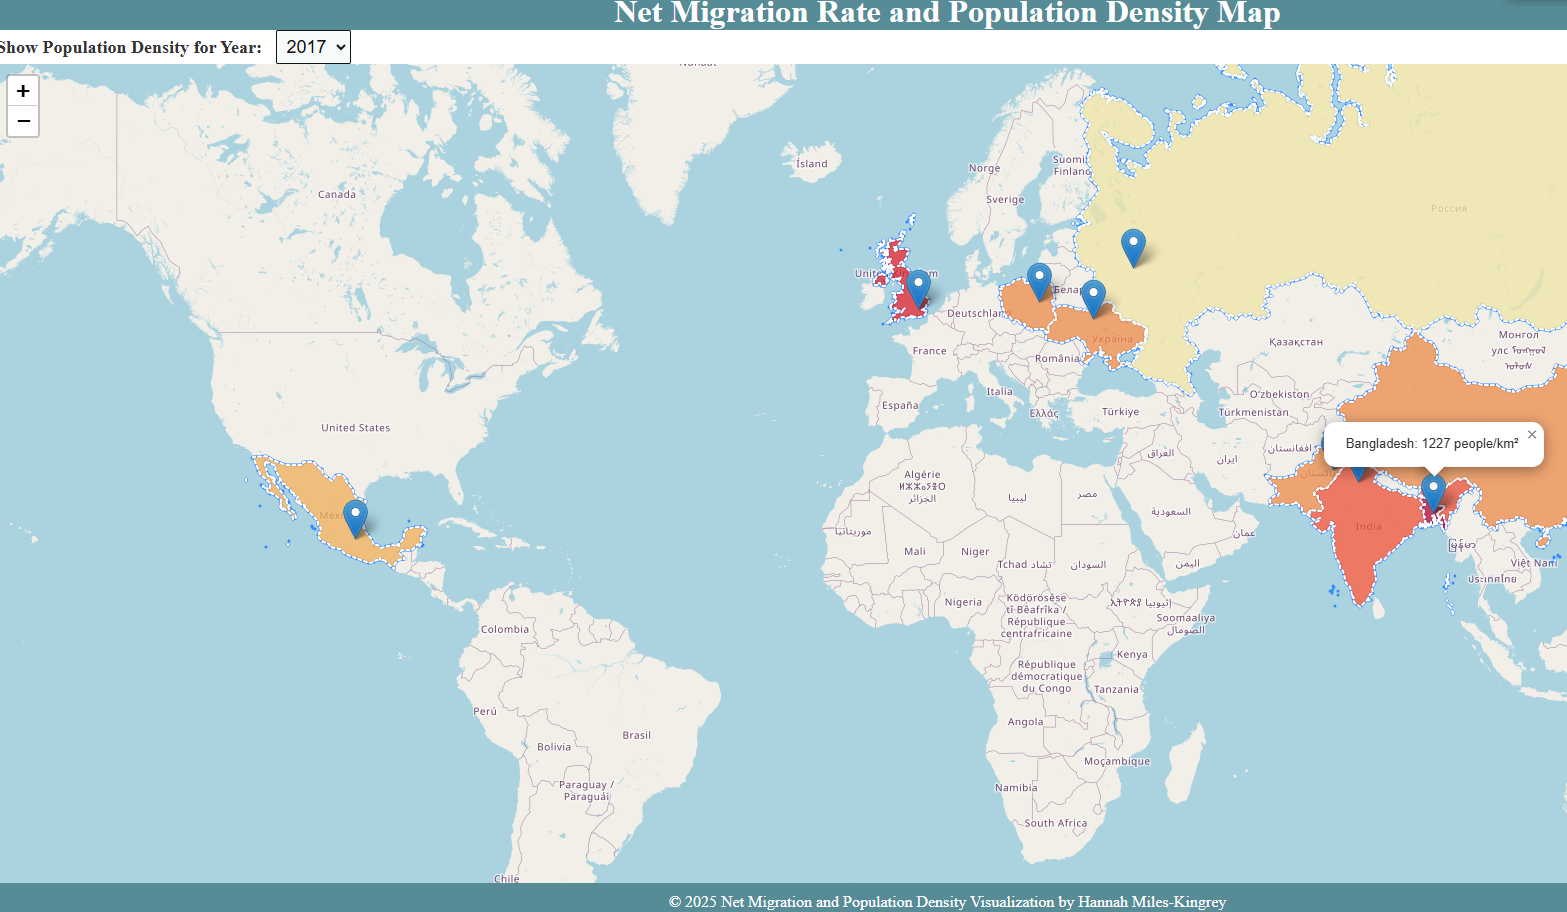 Net Migration Rate and Population Density Map
Show Population Density for Year:
2017
+
−
Ísland
Suomi
Finland
Norge
Canada
Sverige
Россия
United Kingdom
Беларусь
Deutschland
Україна
Монгол
улс
Қазақстан
France
România
Italia
O‘zbekiston
España
Ελλάς
Türkiye
Türkmenistan
United States
Bangladesh: 1227 people/km²
×
افغانستان
العراق
ایران
پاکستان
Algérie
ⵍⵣⵣⴰⵢⴻⵔ
الجزائر
ليبيا
مصر
السعودية
México
India
موريتانيا
عمان
Mali
Niger
Tchad تشاد
السودان
اليمن
Việt Nam
ประเทศไทย
Nigeria
Ködörösêse
tî Bêafrîka /
République
centrafricaine
ኢትዮጵያ إثيوبيا
Soomaaliya
الصومال
Colombia
Kenya
République
démocratique
du Congo
Tanzania
Perú
Angola
Brasil
Bolivia
Moçambique
Paraguay /
Paraguái
Namibia
South Africa
Chile
© 2025 Net Migration and Population Density Visualization by Hannah Miles-Kingrey